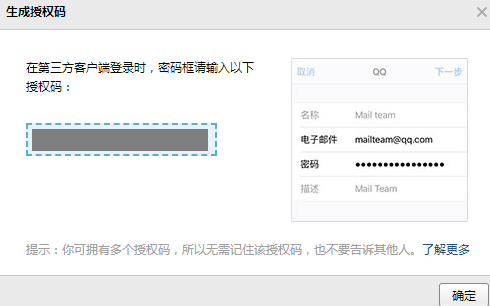 生成授权码
在第三方客户端登录时，密码框请输入以下
授权码：
取消 QQ 下一步
名称 Mail team
电子邮件 mailteam@qq.com
密码 ●●●●●●●●●●●●●●●●
描述 Mail Team
提示：你可拥有多个授权码，所以无需记住该授权码，也不要告诉其他人。了解更多
确定